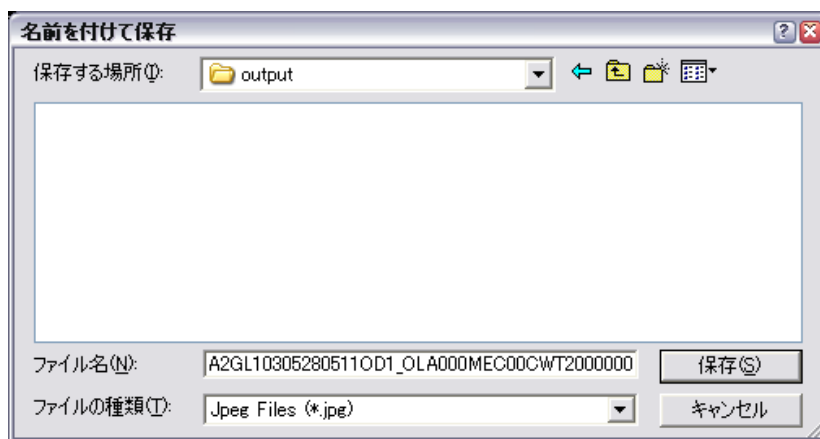 名前を付けて保存
保存する場所(I): output
ファイル名(N): A2GL10305280511OD1_OLA000MEC00CWT2000000 保存(S)
ファイルの種類(T): Jpeg Files (*.jpg) キャンセル